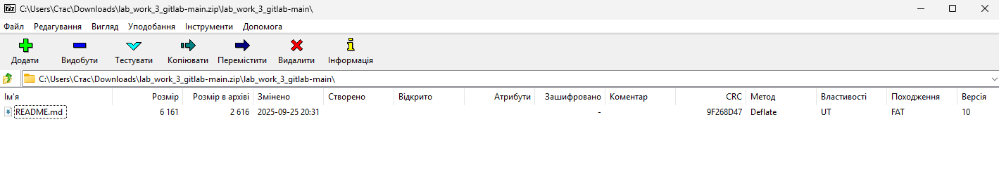 7z C:\Users\Стас\Downloads\lab_work_3_gitlab-main.zip\lab_work_3_gitlab-main\
Файл Редагування Вигляд Уподобання Інструменти Допомога
Додати Видобути Тестувати Копіювати Перемістити Видалити Інформація
C:\Users\Стас\Downloads\lab_work_3_gitlab-main.zip\lab_work_3_gitlab-main\
Ім'я Розмір Розмір в архіві Змінено Створено Відкрито Атрибути Зашифровано Коментар CRC Метод Властивості Походження Версія
README.md 6 161 2 616 2025-09-25 20:31 - 9F268D47 Deflate UT FAT 10